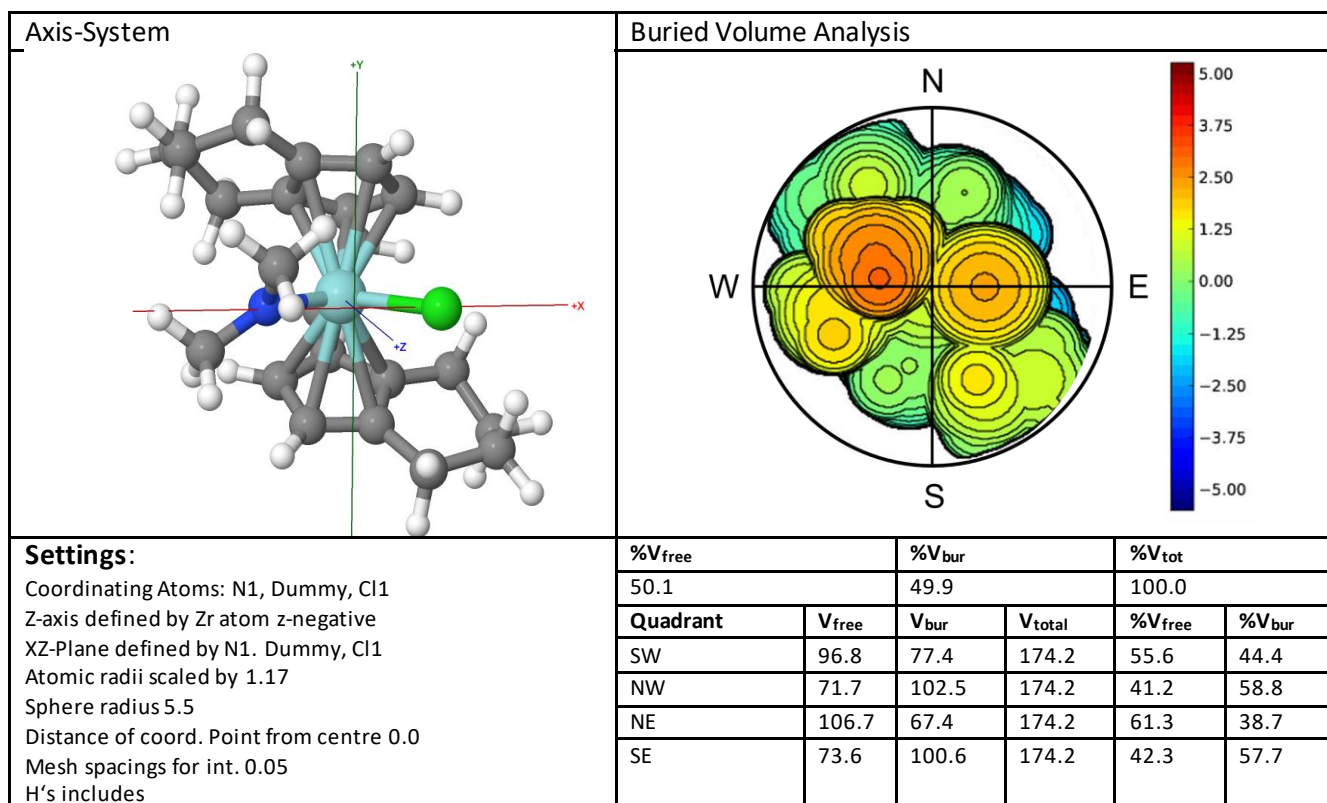 Axis-System
Buried Volume Analysis
+Y
+X
+Z
N
W
E
S
5.00
3.75
2.50
1.25
0.00
−1.25
−2.50
−3.75
−5.00
Settings:
Coordinating Atoms: N1, Dummy, Cl1
Z-axis defined by Zr atom z-negative
XZ-Plane defined by N1. Dummy, Cl1
Atomic radii scaled by 1.17
Sphere radius 5.5
Distance of coord. Point from centre 0.0
Mesh spacings for int. 0.05
H's includes
%Vfree %Vbur %Vtot
50.1 49.9 100.0
Quadrant Vfree Vbur Vtotal %Vfree %Vbur
SW 96.8 77.4 174.2 55.6 44.4
NW 71.7 102.5 174.2 41.2 58.8
NE 106.7 67.4 174.2 61.3 38.7
SE 73.6 100.6 174.2 42.3 57.7